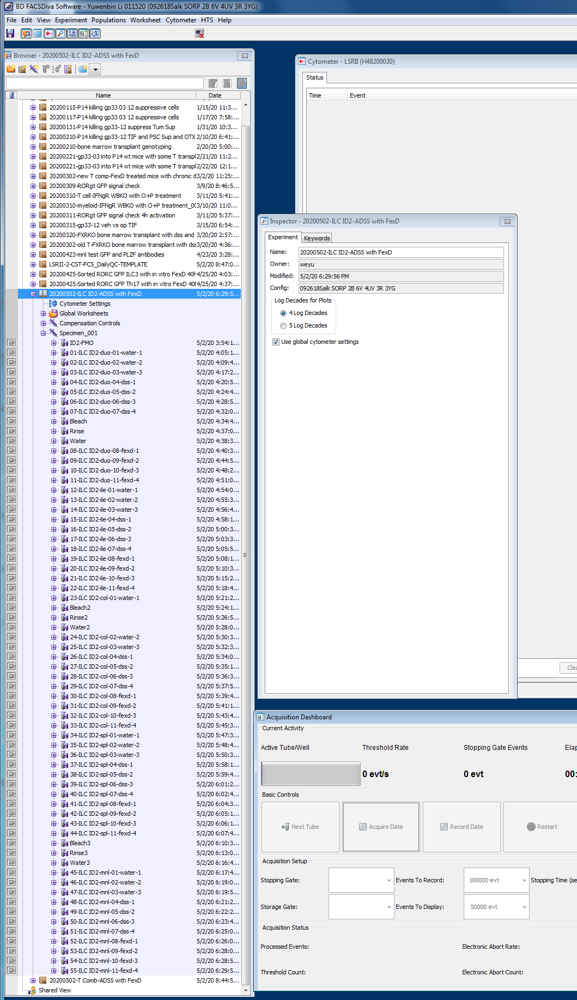 BD FACSDiva Software - Yuwenbin Li 011520 (092618Salk SORP 2B 6V 4UV 3R 3YG)
File Edit View Experiment Populations Worksheet Cytometer HTS Help
Browser - 20200502-ILC ID2-ADSS with FexD
Name Date
20200115-P14 killing gp33 03 12 suppressive cells 1/15/20 11:3...
20200117-P14 killing gp33 03 12 suppressive cells 1/17/20 7:58:...
20200131-P14 killing gp33-12 suppress Tum Sup 1/31/20 10:3...
20200210-P14 killing gp33-12 TIF and PSC Sup and OTX 2/10/20 6:41:...
20200210-bone marrow transplant genotyping 2/20/20 5:00:...
20200221-gp33-03 into P14 wt mice with some T transpl 2/21/20 11:2...
20200221-gp33-03 into P14 wt mice with some T transpl 2/22/20 12:1...
20200302-new T comp-FexD treated mice with chronic d 3/2/20 11:25:...
20200309-RORgt GFP signal check 3/9/20 8:46:5...
20200310-T cell-IFNgR WBKO with O+P treatment 3/11/20 5:41:...
20200310-myeloid-IFNgR WBKO with O+P treatment_00 3/10/20 11:0...
20200311-RORgt GFP signal check 4h activation 3/11/20 5:37:...
20200315-gp33-12 veh vs op TIF 3/15/20 6:54:...
20200320-FXRKO bone marrow transplant with dss and 3/20/20 2:57:...
20200302-old T-FXRKO bone marrow transplant with dss 3/20/20 4:36:...
20200423-mnl test GFP and PLZF antibodies 4/23/20 3:28:...
LSRII-2-CST-FCS_DailyQC-TEMPLATE 5/2/20 8:47:0...
20200425-Sorted RORC GFP ILC3 with in vitro FexD 40h 4/25/20 4:03:...
20200425-Sorted RORC GFP Th17 with in vitro FexD 40h 4/25/20 4:37:...
20200502-ILC ID2-ADSS with FexD 5/2/20 6:29:5...
Cytometer Settings
Global Worksheets
Compensation Controls
Specimen_001
ID2-FMO 5/2/20 3:54:1...
01-ILC ID2-duo-01-water-1 5/2/20 4:05:1...
02-ILC ID2-duo-02-water-2 5/2/20 4:09:4...
03-ILC ID2-duo-03-water-3 5/2/20 4:17:2...
04-ILC ID2-duo-04-dss-1 5/2/20 4:20:5...
05-ILC ID2-duo-05-dss-2 5/2/20 4:24:4...
06-ILC ID2-duo-06-dss-3 5/2/20 4:28:5...
07-ILC ID2-duo-07-dss-4 5/2/20 4:32:0...
Bleach 5/2/20 4:34:4...
Rinse 5/2/20 4:37:0...
Water 5/2/20 4:38:3...
08-ILC ID2-duo-08-fexd-1 5/2/20 4:40:3...
09-ILC ID2-duo-09-fexd-2 5/2/20 4:44:5...
10-ILC ID2-duo-10-fexd-3 5/2/20 4:48:2...
11-ILC ID2-duo-11-fexd-4 5/2/20 4:51:0...
12-ILC ID2-ile-01-water-1 5/2/20 4:54:0...
13-ILC ID2-ile-02-water-2 5/2/20 4:55:3...
14-ILC ID2-ile-03-water-3 5/2/20 4:56:4...
15-ILC ID2-ile-04-dss-1 5/2/20 4:58:1...
16-ILC ID2-ile-05-dss-2 5/2/20 5:00:3...
17-ILC ID2-ile-06-dss-3 5/2/20 5:03:3...
18-ILC ID2-ile-07-dss-4 5/2/20 5:05:5...
19-ILC ID2-ile-08-fexd-1 5/2/20 5:08:1...
20-ILC ID2-ile-09-fexd-2 5/2/20 5:10:3...
21-ILC ID2-ile-10-fexd-3 5/2/20 5:15:2...
22-ILC ID2-ile-11-fexd-4 5/2/20 5:18:4...
23-ILC ID2-col-01-water-1 5/2/20 5:21:2...
Bleach2 5/2/20 5:24:1...
Rinse2 5/2/20 5:26:5...
Water2 5/2/20 5:28:0...
24-ILC ID2-col-02-water-2 5/2/20 5:30:3...
25-ILC ID2-col-03-water-3 5/2/20 5:32:3...
26-ILC ID2-col-04-dss-1 5/2/20 5:34:0...
27-ILC ID2-col-05-dss-2 5/2/20 5:35:1...
28-ILC ID2-col-06-dss-3 5/2/20 5:36:3...
29-ILC ID2-col-07-dss-4 5/2/20 5:37:5...
30-ILC ID2-col-08-fexd-1 5/2/20 5:39:4...
31-ILC ID2-col-09-fexd-2 5/2/20 5:41:1...
32-ILC ID2-col-10-fexd-3 5/2/20 5:43:4...
33-ILC ID2-col-11-fexd-4 5/2/20 5:45:3...
34-ILC ID2-spl-01-water-1 5/2/20 5:47:3...
35-ILC ID2-spl-02-water-2 5/2/20 5:48:4...
36-ILC ID2-spl-03-water-3 5/2/20 5:50:3...
37-ILC ID2-spl-04-dss-1 5/2/20 5:58:1...
38-ILC ID2-spl-05-dss-2 5/2/20 5:59:4...
39-ILC ID2-spl-06-dss-3 5/2/20 6:01:2...
40-ILC ID2-spl-07-dss-4 5/2/20 6:02:4...
41-ILC ID2-spl-08-fexd-1 5/2/20 6:04:3...
42-ILC ID2-spl-09-fexd-2 5/2/20 6:05:1...
43-ILC ID2-spl-10-fexd-3 5/2/20 6:06:1...
44-ILC ID2-spl-11-fexd-4 5/2/20 6:07:4...
Bleach3 5/2/20 6:10:3...
Rinse3 5/2/20 6:13:0...
Water3 5/2/20 6:16:4...
45-ILC ID2-mnl-01-water-1 5/2/20 6:17:4...
46-ILC ID2-mnl-02-water-2 5/2/20 6:19:0...
47-ILC ID2-mnl-03-water-3 5/2/20 6:19:5...
48-ILC ID2-mnl-04-dss-1 5/2/20 6:21:2...
49-ILC ID2-mnl-05-dss-2 5/2/20 6:22:2...
50-ILC ID2-mnl-06-dss-3 5/2/20 6:23:4...
51-ILC ID2-mnl-07-dss-4 5/2/20 6:25:0...
52-ILC ID2-mnl-08-fexd-1 5/2/20 6:26:0...
53-ILC ID2-mnl-09-fexd-2 5/2/20 6:28:0...
54-ILC ID2-mnl-10-fexd-3 5/2/20 6:28:5...
55-ILC ID2-mnl-11-fexd-4 5/2/20 6:29:5...
20200502-T Comb-ADSS with FexD 5/2/20 8:44:5...
Shared View
Cytometer - LSRII (H48200030)
Status
Time Event
Clea
Inspector - 20200502-ILC ID2-ADSS with FexD
Experiment Keywords
Name: 20200502-ILC ID2-ADSS with FexD
Owner: weyu
Modified: 5/2/20 6:29:56 PM
Config: 092618Salk SORP 2B 6V 4UV 3R 3YG
Log Decades for Plots
4 Log Decades
5 Log Decades
Use global cytometer settings
Acquisition Dashboard
Current Activity
Active Tube/Well Threshold Rate Stopping Gate Events Elap
0 evt/s 0 evt 00:
Basic Controls
Next Tube Acquire Data Record Data Restart
Acquisition Setup
Stopping Gate: Events To Record: 100000 evt Stopping Time (se
Storage Gate: Events To Display: 50000 evt
Acquisition Status
Processed Events: Electronic Abort Rate:
Threshold Count: Electronic Abort Count: